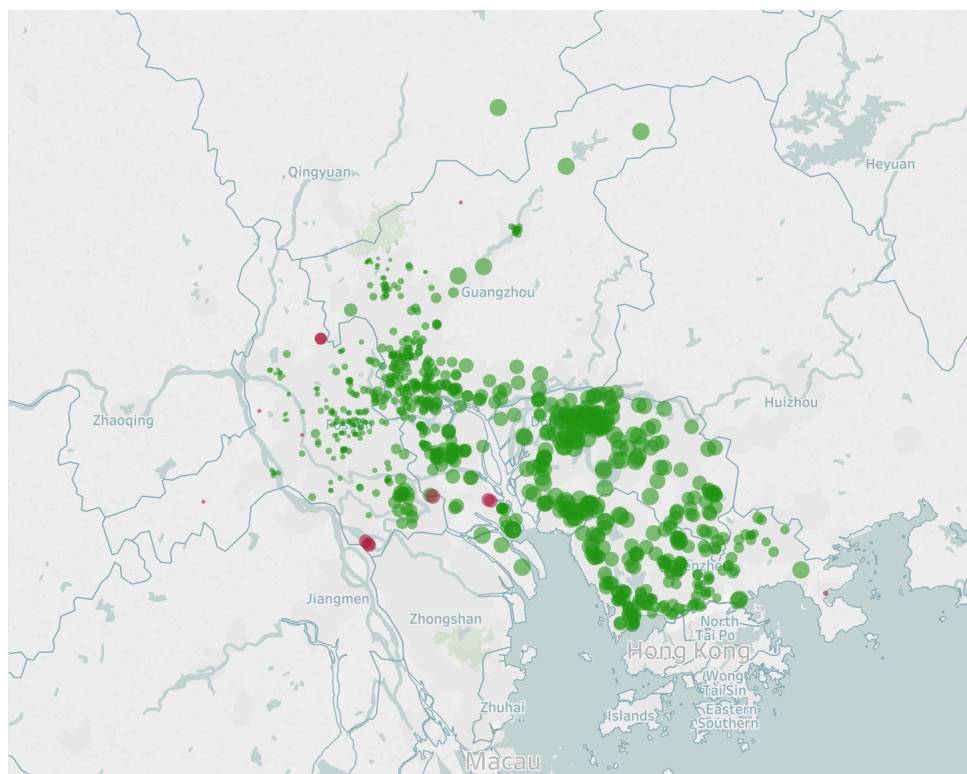 Qingyuan
Heyuan
Guangzhou
Huizhou
Zhaoqing
Jiangmen
Zhongshan
North
Tai Po
Hong Kong
Wong
Tai Sin
Islands
Eastern
Southern
Zhuhai
Macau